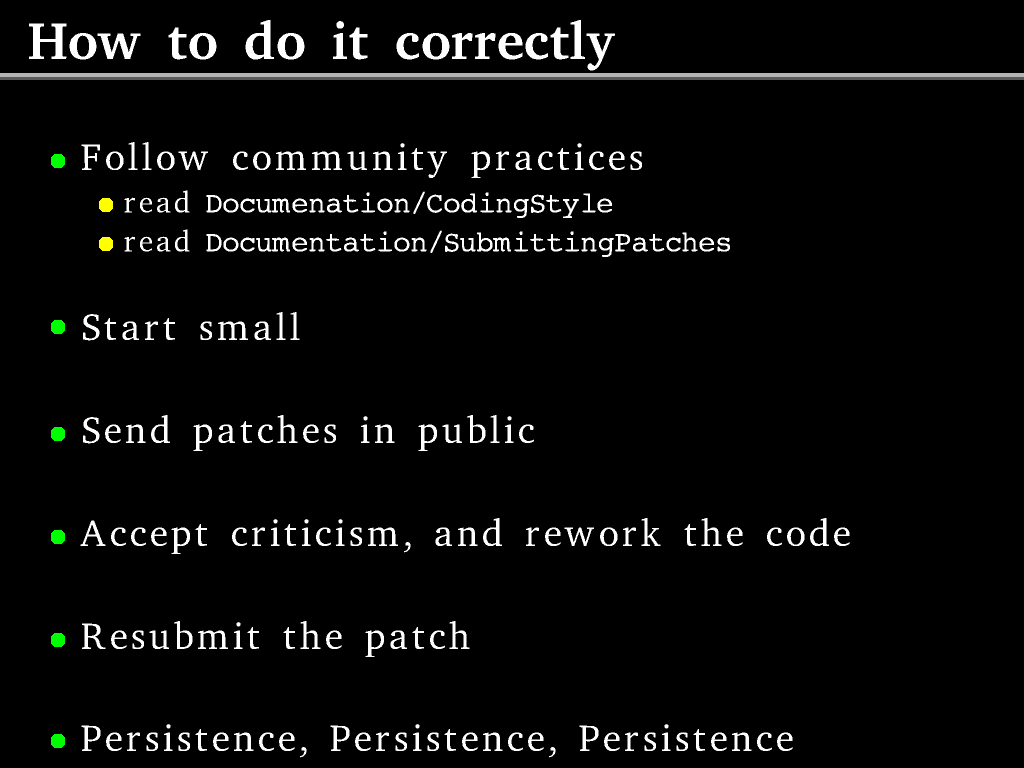 How to do it correctly
Follow community practices
read Documenation/CodingStyle
read Documentation/SubmittingPatches
Start small
Send patches in public
Accept criticism, and rework the code
Resubmit the patch
Persistence, Persistence, Persistence